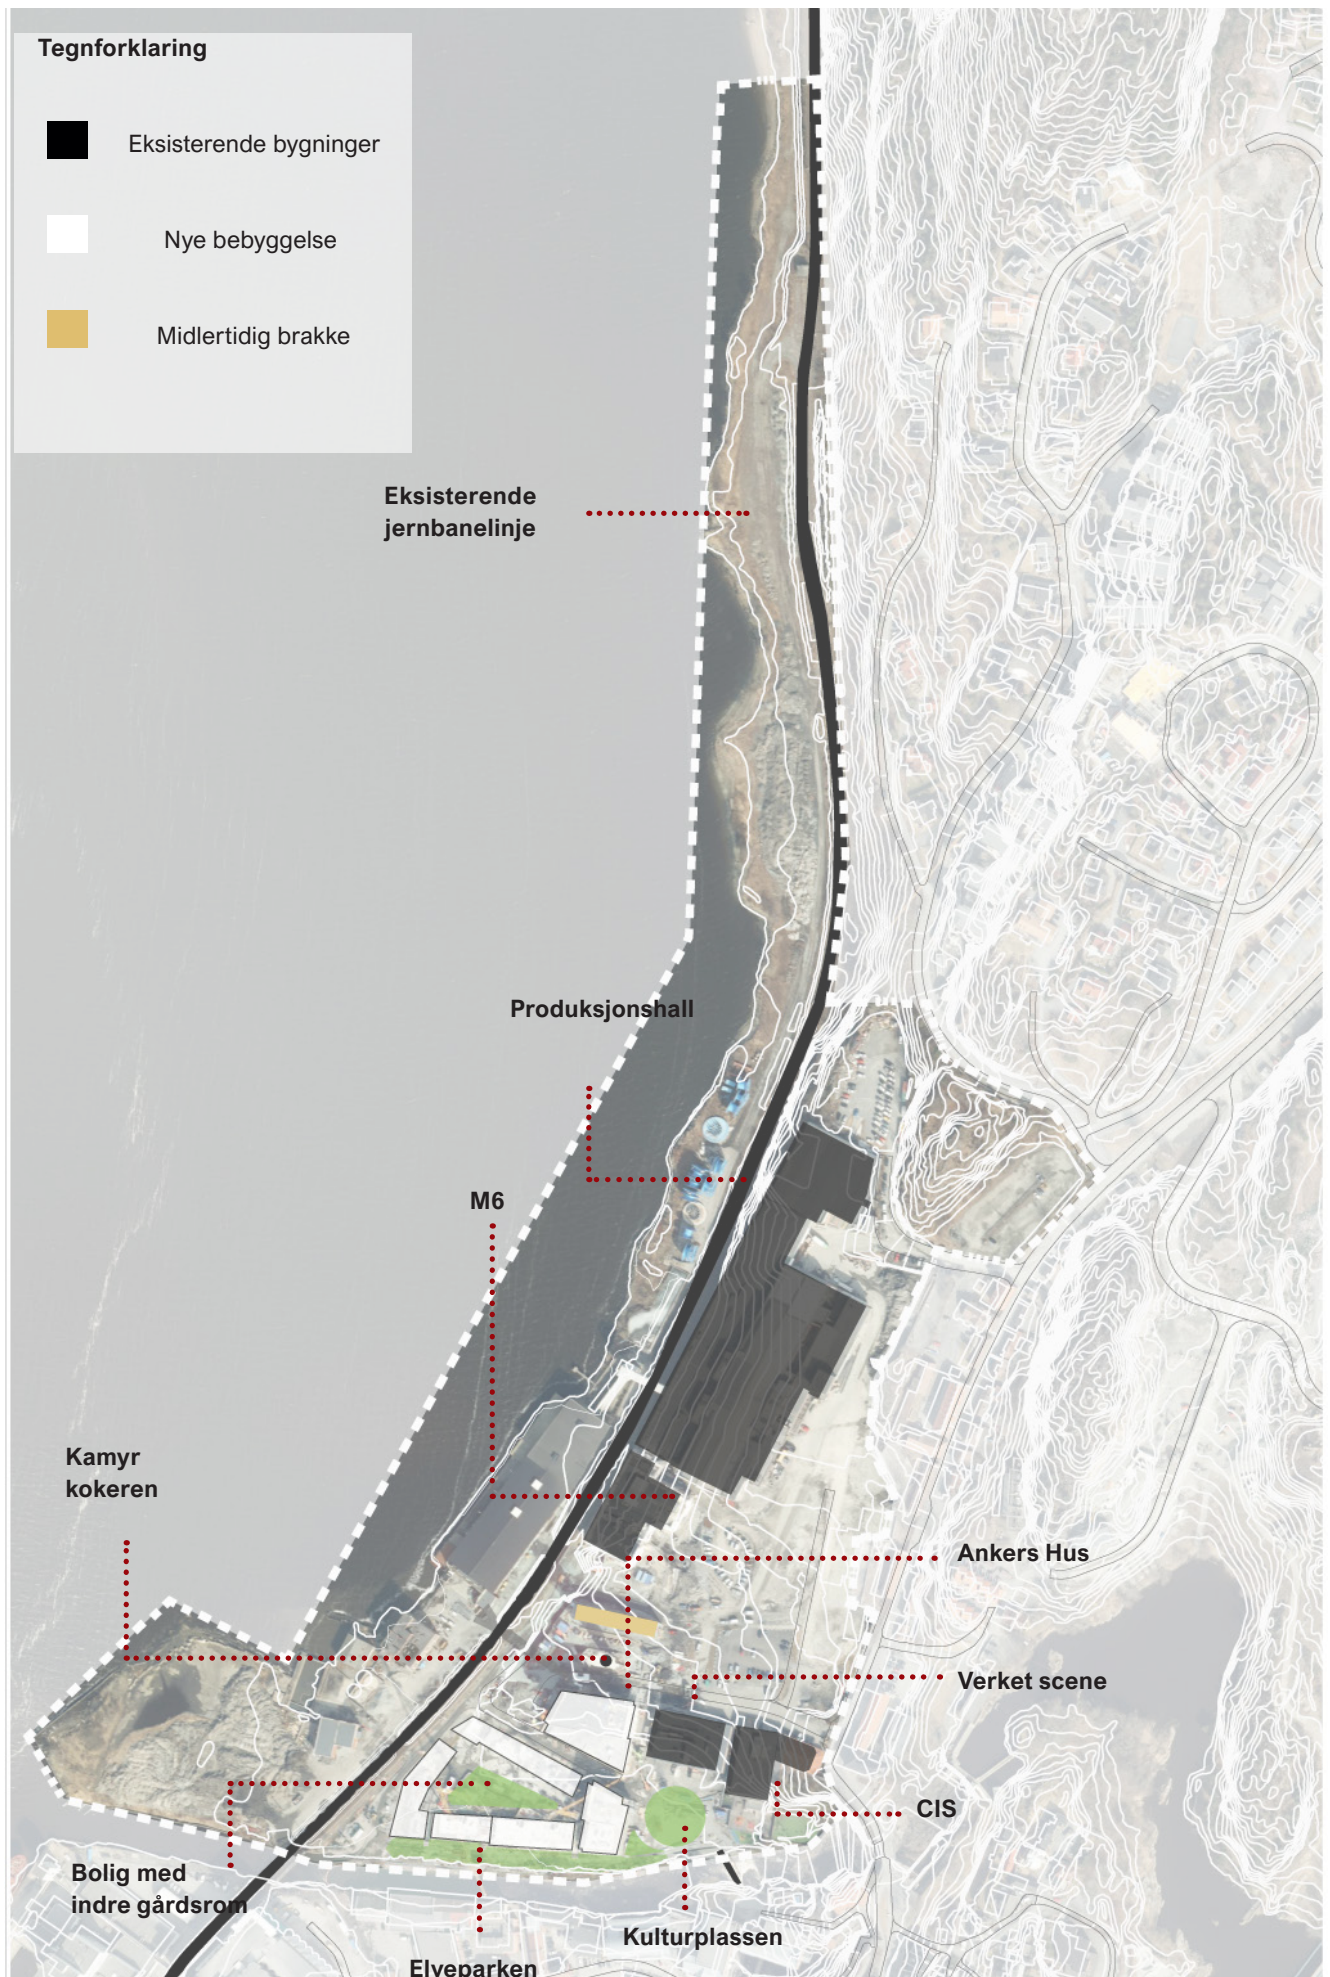 Tegnforklaring
Eksisterende bygninger
Nye bebyggelse
Midlertidig brakke
Eksisterende
jernbanelinje
Produksjonshall
M6
Kamyr
kokeren
Ankers Hus
Verket scene
CIS
Bolig med
indre gårdsrom
Kulturplassen
Elveparken